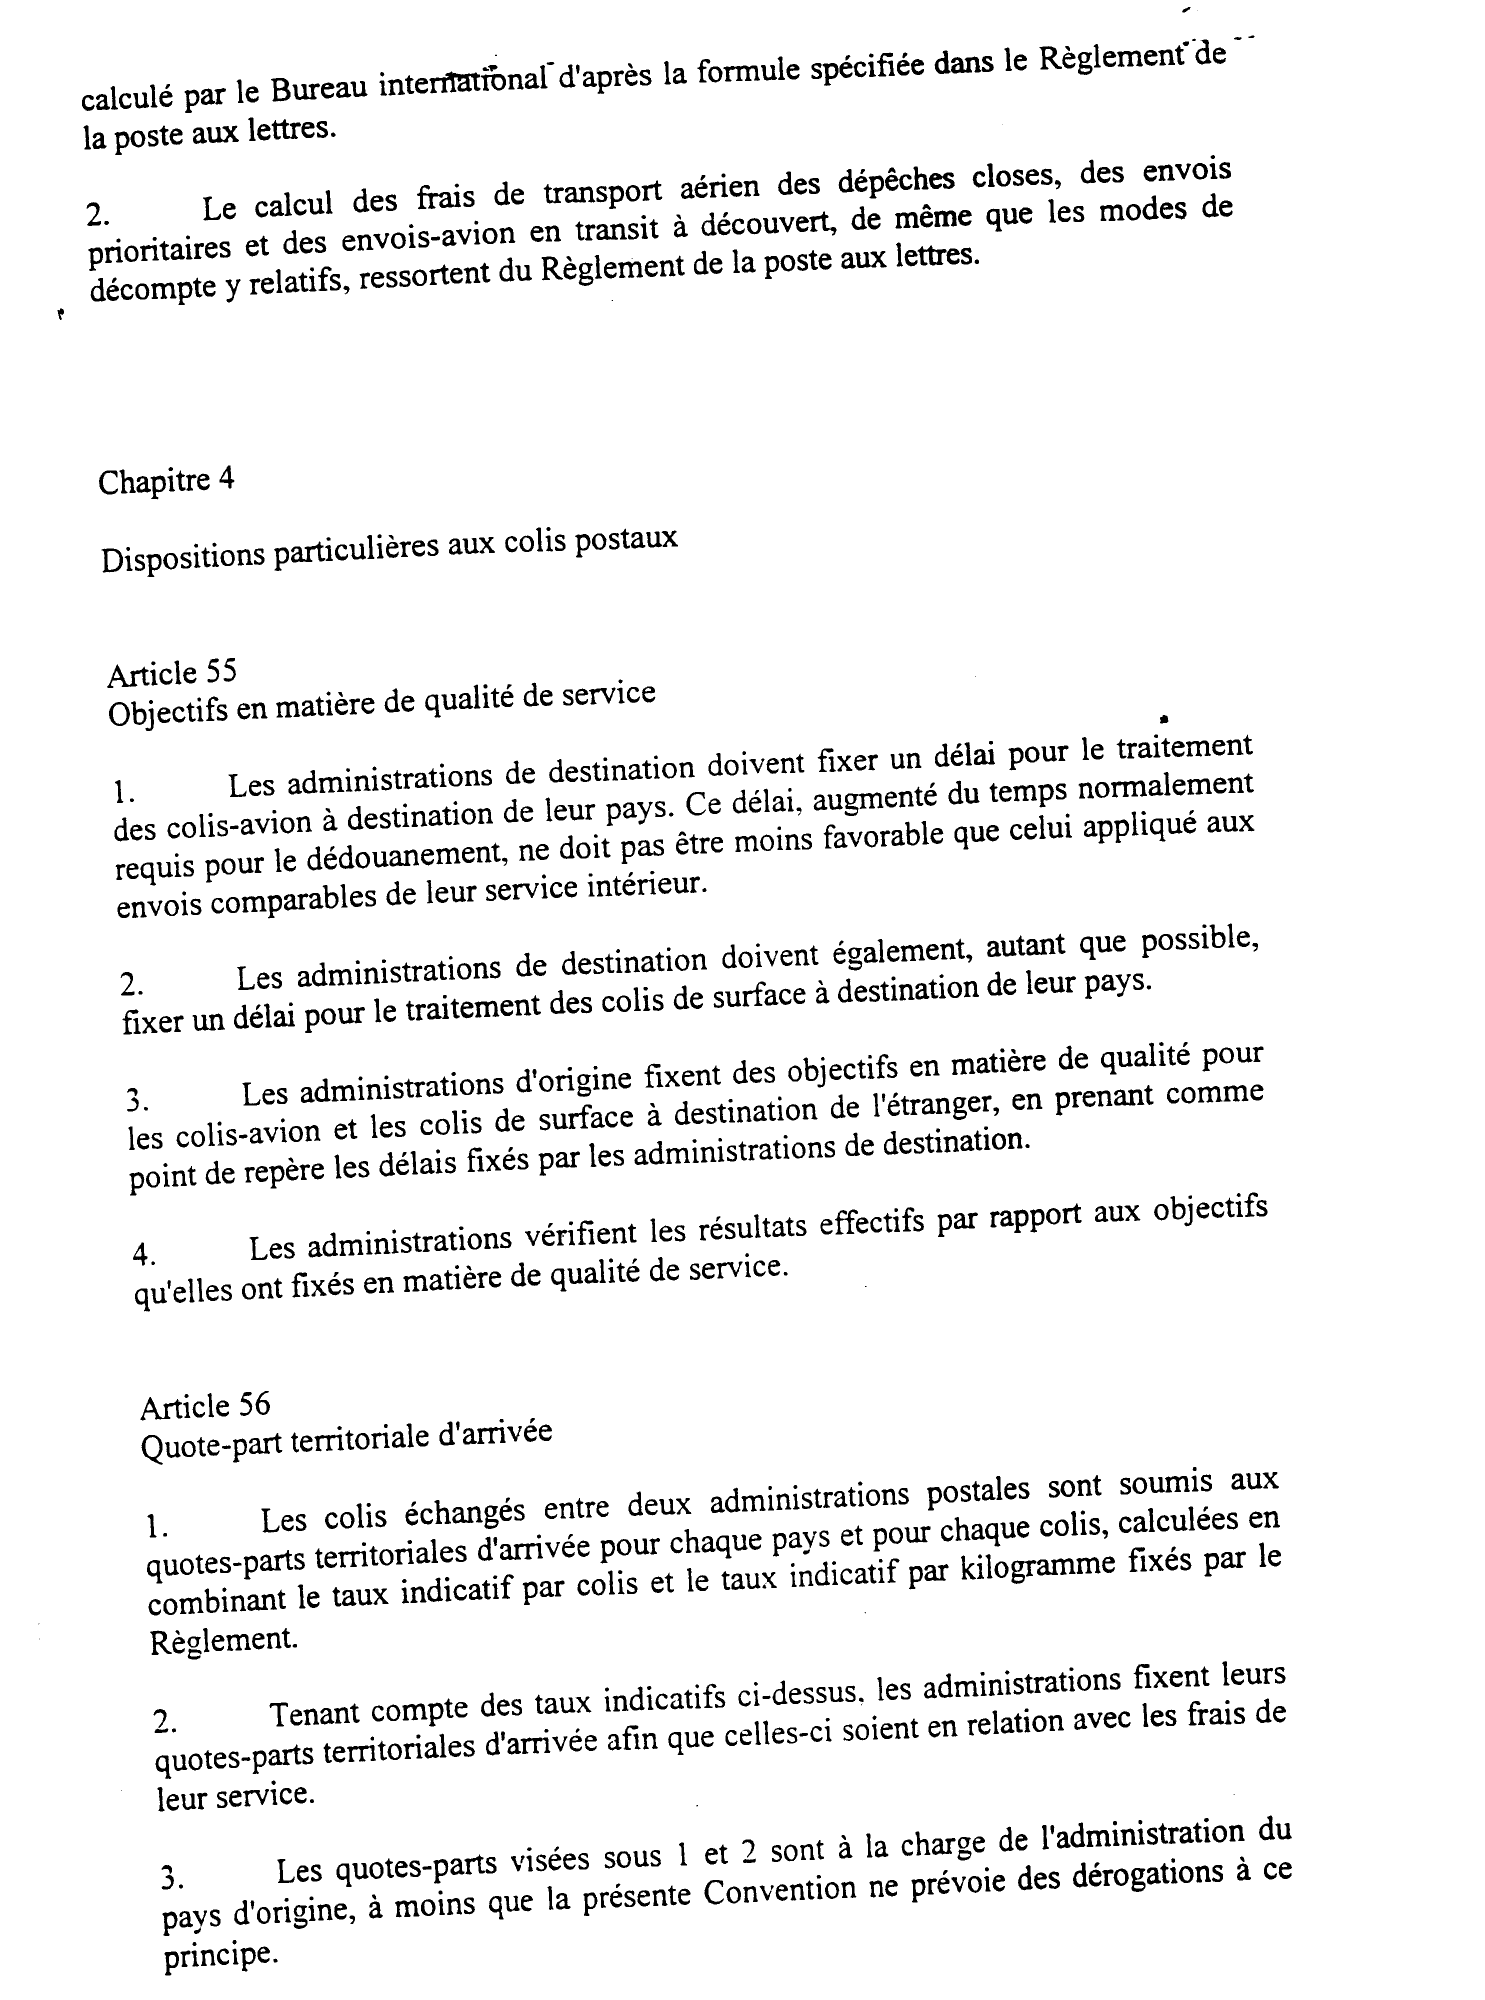 calculé par le Bureau international d'après la formule spécifiée dans le Règlement de
la poste aux lettres.
2. Le calcul des frais de transport aérien des dépêches closes, des envois
prioritaires et des envois-avion en transit à découvert, de même que les modes de
décompte y relatifs, ressortent du Règlement de la poste aux lettres.
Chapitre 4
Dispositions particulières aux colis postaux
Article 55
Objectifs en matière de qualité de service
1. Les administrations de destination doivent fixer un délai pour le traitement
des colis-avion à destination de leur pays. Ce délai, augmenté du temps normalement
requis pour le dédouanement, ne doit pas être moins favorable que celui appliqué aux
envois comparables de leur service intérieur.
2. Les administrations de destination doivent également, autant que possible,
fixer un délai pour le traitement des colis de surface à destination de leur pays.
3. Les administrations d'origine fixent des objectifs en matière de qualité pour
les colis-avion et les colis de surface à destination de l'étranger, en prenant comme
point de repère les délais fixés par les administrations de destination.
4. Les administrations vérifient les résultats effectifs par rapport aux objectifs
qu'elles ont fixés en matière de qualité de service.
Article 56
Quote-part territoriale d'arrivée
1. Les colis échangés entre deux administrations postales sont soumis aux
quotes-parts territoriales d'arrivée pour chaque pays et pour chaque colis, calculées en
combinant le taux indicatif par colis et le taux indicatif par kilogramme fixés par le
Règlement.
2. Tenant compte des taux indicatifs ci-dessus, les administrations fixent leurs
quotes-parts territoriales d'arrivée afin que celles-ci soient en relation avec les frais de
leur service.
3. Les quotes-parts visées sous 1 et 2 sont à la charge de l'administration du
pays d'origine, à moins que la présente Convention ne prévoie des dérogations à ce
principe.